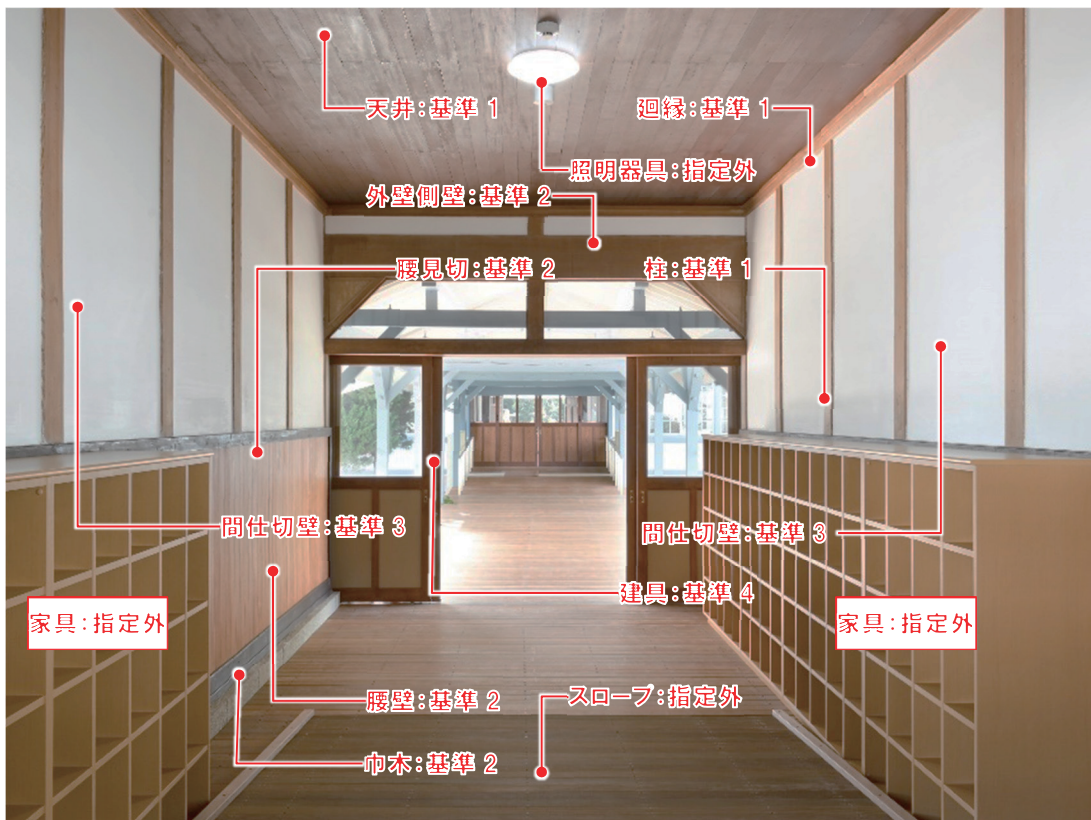 天井:基準 1
廻縁:基準 1
照明器具:指定外
外壁側壁:基準 2
腰見切:基準 2
柱:基準 1
間仕切壁:基準 3
間仕切壁:基準 3
建具:基準 4
家具:指定外
家具:指定外
腰壁:基準 2
スロープ:指定外
巾木:基準 2